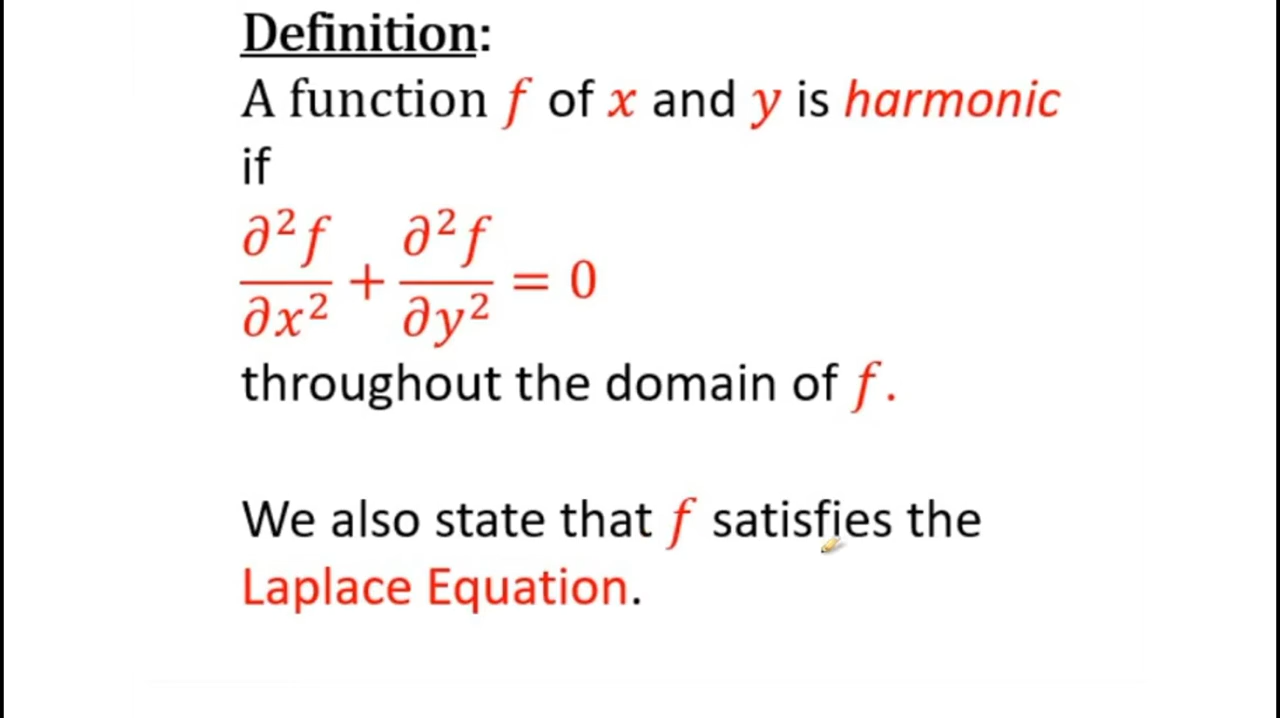 Definition:
A function f of x and y is harmonic
if
∂²f/∂x² + ∂²f/∂y² = 0
throughout the domain of f.
We also state that f satisfies the
Laplace Equation.